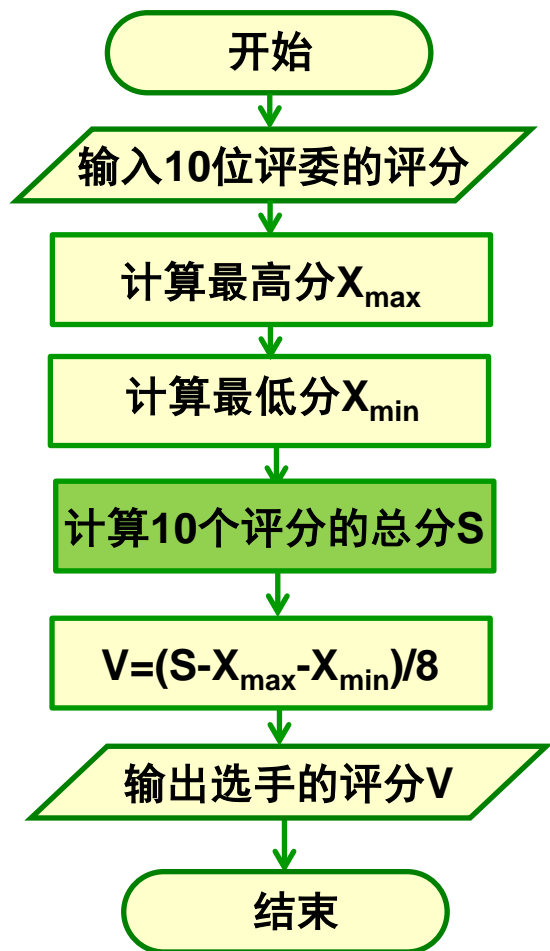 开始
输入10位评委的评分
计算最高分Xmax
计算最低分Xmin
计算10个评分的总分S
V=(S-Xmax-Xmin)/8
输出选手的评分V
结束